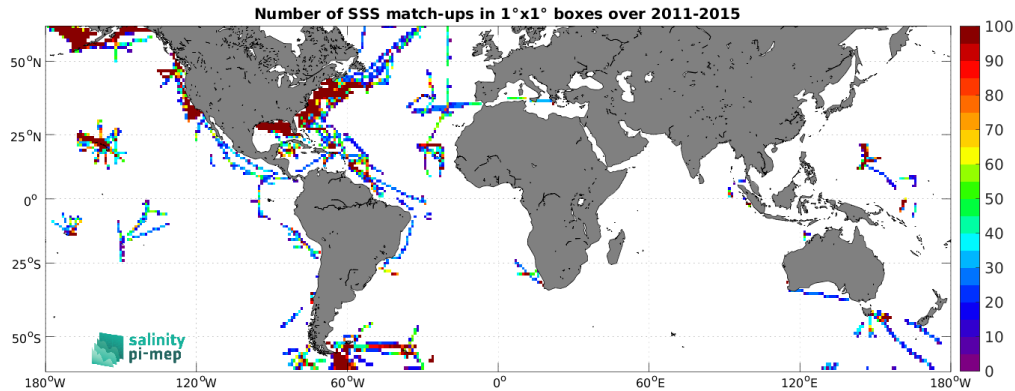 Number of SSS match-ups in 1°x1° boxes over 2011-2015
50°N
25°N
0°
25°S
50°S
180°W
120°W
60°W
0°
60°E
120°E
180°W
salinity
pi-mep
100
90
80
70
60
50
40
30
20
10
0